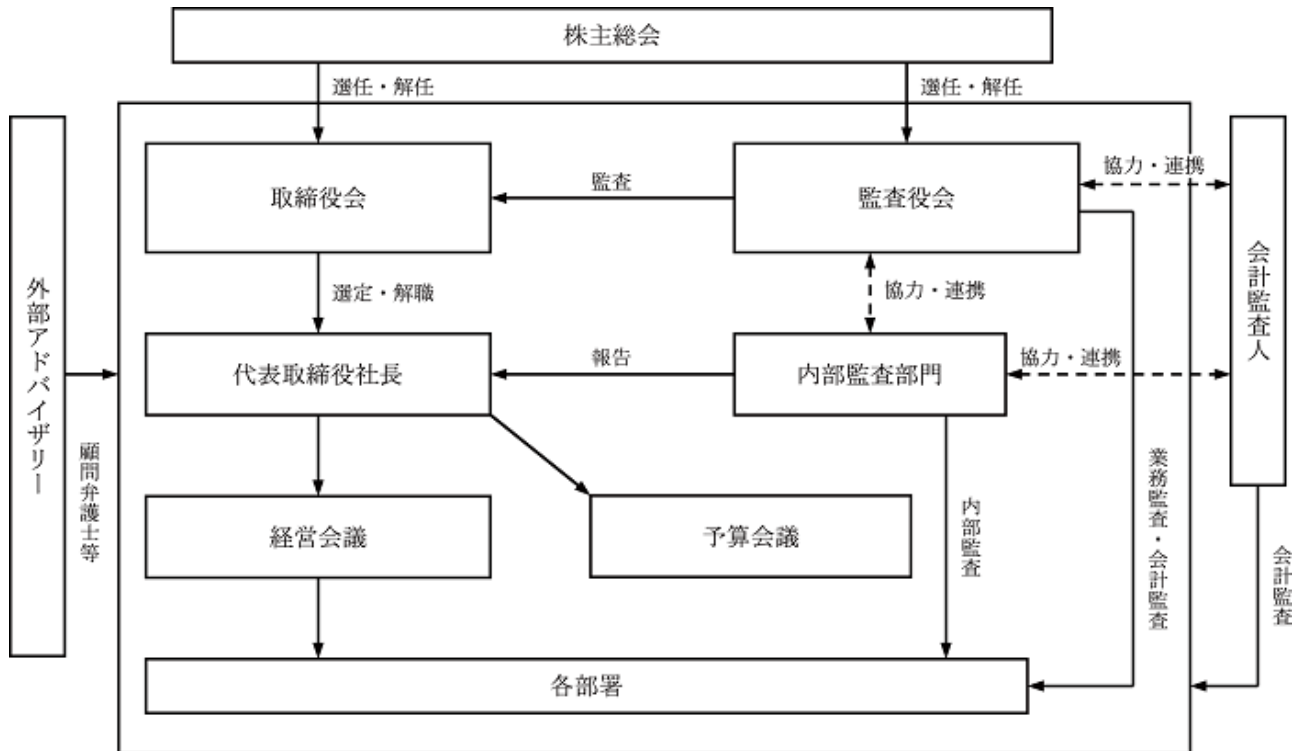 株主総会
選任・解任
選任・解任
取締役会
監査
監査役会
協力・連携
選定・解職
協力・連携
外部アドバイザリー
顧問弁護士等
代表取締役社長
報告
内部監査部門
協力・連携
会計監査人
経営会議
予算会議
内部監査
業務監査・会計監査
会計監査
各部署